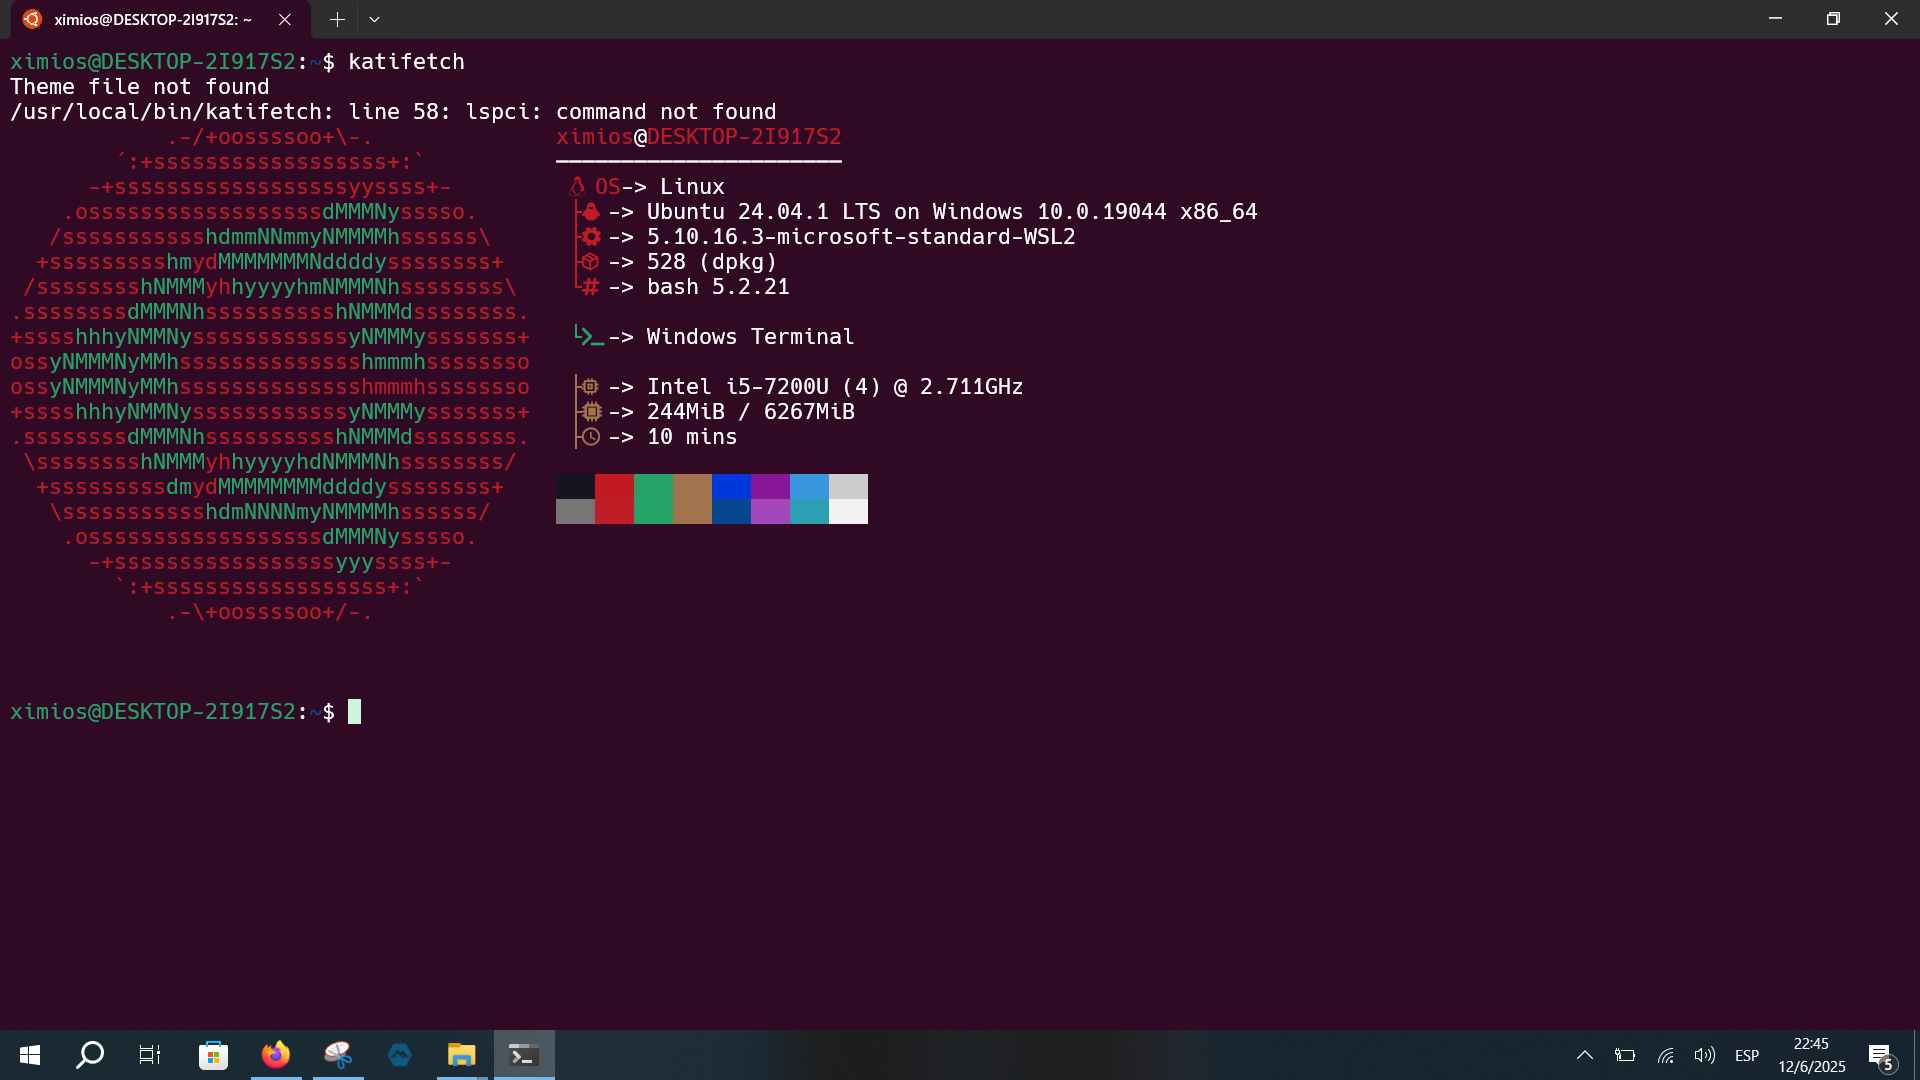 ximios@DESKTOP-2I917S2: ~
ximios@DESKTOP-2I917S2:~$ katifetch
Theme file not found
/usr/local/bin/katifetch: line 58: lspci: command not found
.-/+oossssoo+\-. ximios@DESKTOP-2I917S2
´:+ssssssssssssssssss+:` ──────────────────────
-+ssssssssssssssssssyyssss+- OS-> Linux
.ossssssssssssssssssdMMMNysssso. -> Ubuntu 24.04.1 LTS on Windows 10.0.19044 x86_64
/ssssssssssshdmmNNmmyNMMMMhssssss\ -> 5.10.16.3-microsoft-standard-WSL2
+ssssssssshmydMMMMMMMNddddyssssssss+ -> 528 (dpkg)
/sssssssshNMMMyhhyyyyhmNMMMNhssssssss\ -> bash 5.2.21
.ssssssssdMMMNhsssssssssshNMMMdssssssss.
+sssshhhyNMMNyssssssssssssyNMMMysssssss+ -> Windows Terminal
ossyNMMMNyMMhsssssssssssssshmmmhssssssso
ossyNMMMNyMMhsssssssssssssshmmmhssssssso -> Intel i5-7200U (4) @ 2.711GHz
+sssshhhyNMMNyssssssssssssyNMMMysssssss+ -> 244MiB / 6267MiB
.ssssssssdMMMNhsssssssssshNMMMdssssssss. -> 10 mins
\sssssssshNMMMyhhyyyyhdNMMMNhssssssss/
+sssssssssdmydMMMMMMMMddddyssssssss+
\ssssssssssshdmNNNNmyNMMMMhssssss/
.ossssssssssssssssssdMMMNysssso.
-+sssssssssssssssssyyyssss+-
`:+ssssssssssssssssss+:`
.-\+oossssoo+/-.
ximios@DESKTOP-2I917S2:~$
ESP
22:45
12/6/2025
5